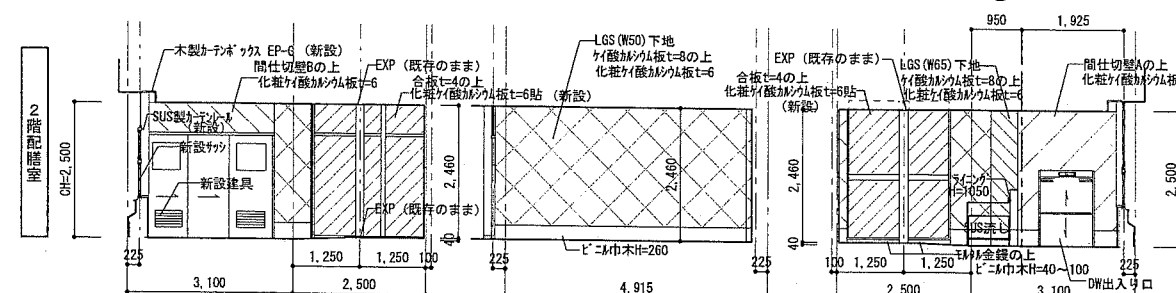 2階配膳室
CH=2,500
木製カーテンボックス EP-G (新設)
間仕切壁Bの上
化粧ケイ酸カルシウム板t=6
EXP (既存のまま)
合板t=4の上
化粧ケイ酸カルシウム板t=6貼 (新設)
SUS製カーテンレール
(新設)
新設サッシ
新設建具
EXP (既存のまま)
2,460
40
225
1,250
1,250
100
3,100
2,500
LGS(W50)下地
ケイ酸カルシウム板t=8の上
化粧ケイ酸カルシウム板t=6
2,460
ビニル巾木H=260
225
4,915
225
EXP (既存のまま)
合板t=4の上
化粧ケイ酸カルシウム板t=6貼
(新設)
LGS(W65)下地
ケイ酸カルシウム板t=8の上
化粧ケイ酸カルシウム板t=6
950
1,925
間仕切壁Aの上
化粧ケイ酸カルシウム板
2,460
40
ライニング
H=1050
SUS流し
2,500
2,500
モルタル金鏝の上
ビニル巾木H=40~100
DW出入り口
100
1,250
1,250
225
2,500
3,100